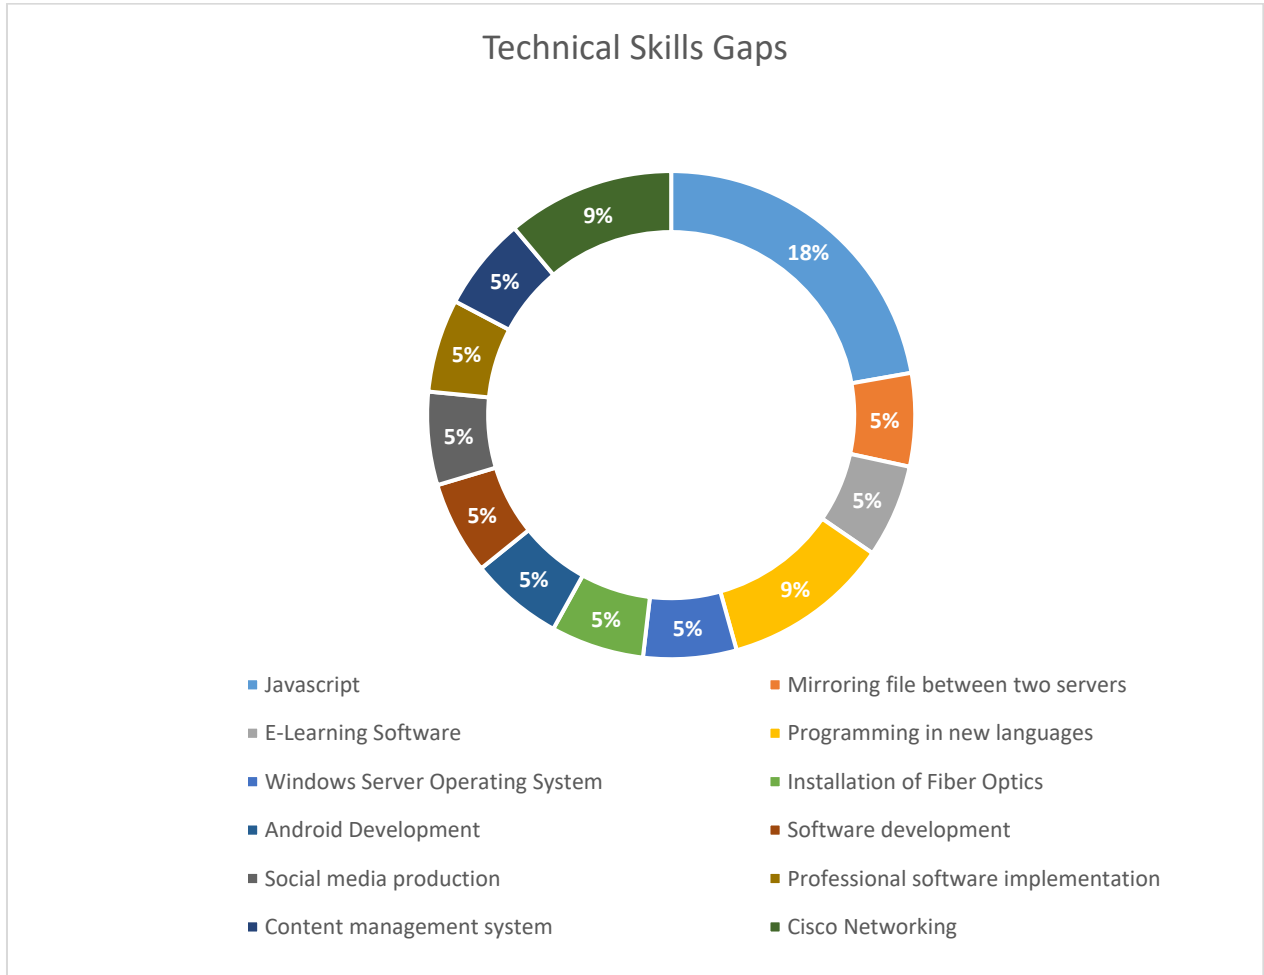 Technical Skills Gaps
9%
18%
5%
5%
5%
5%
5%
5%
9%
5%
5%
5%
Javascript
Mirroring file between two servers
E-Learning Software
Programming in new languages
Windows Server Operating System
Installation of Fiber Optics
Android Development
Software development
Social media production
Professional software implementation
Content management system
Cisco Networking